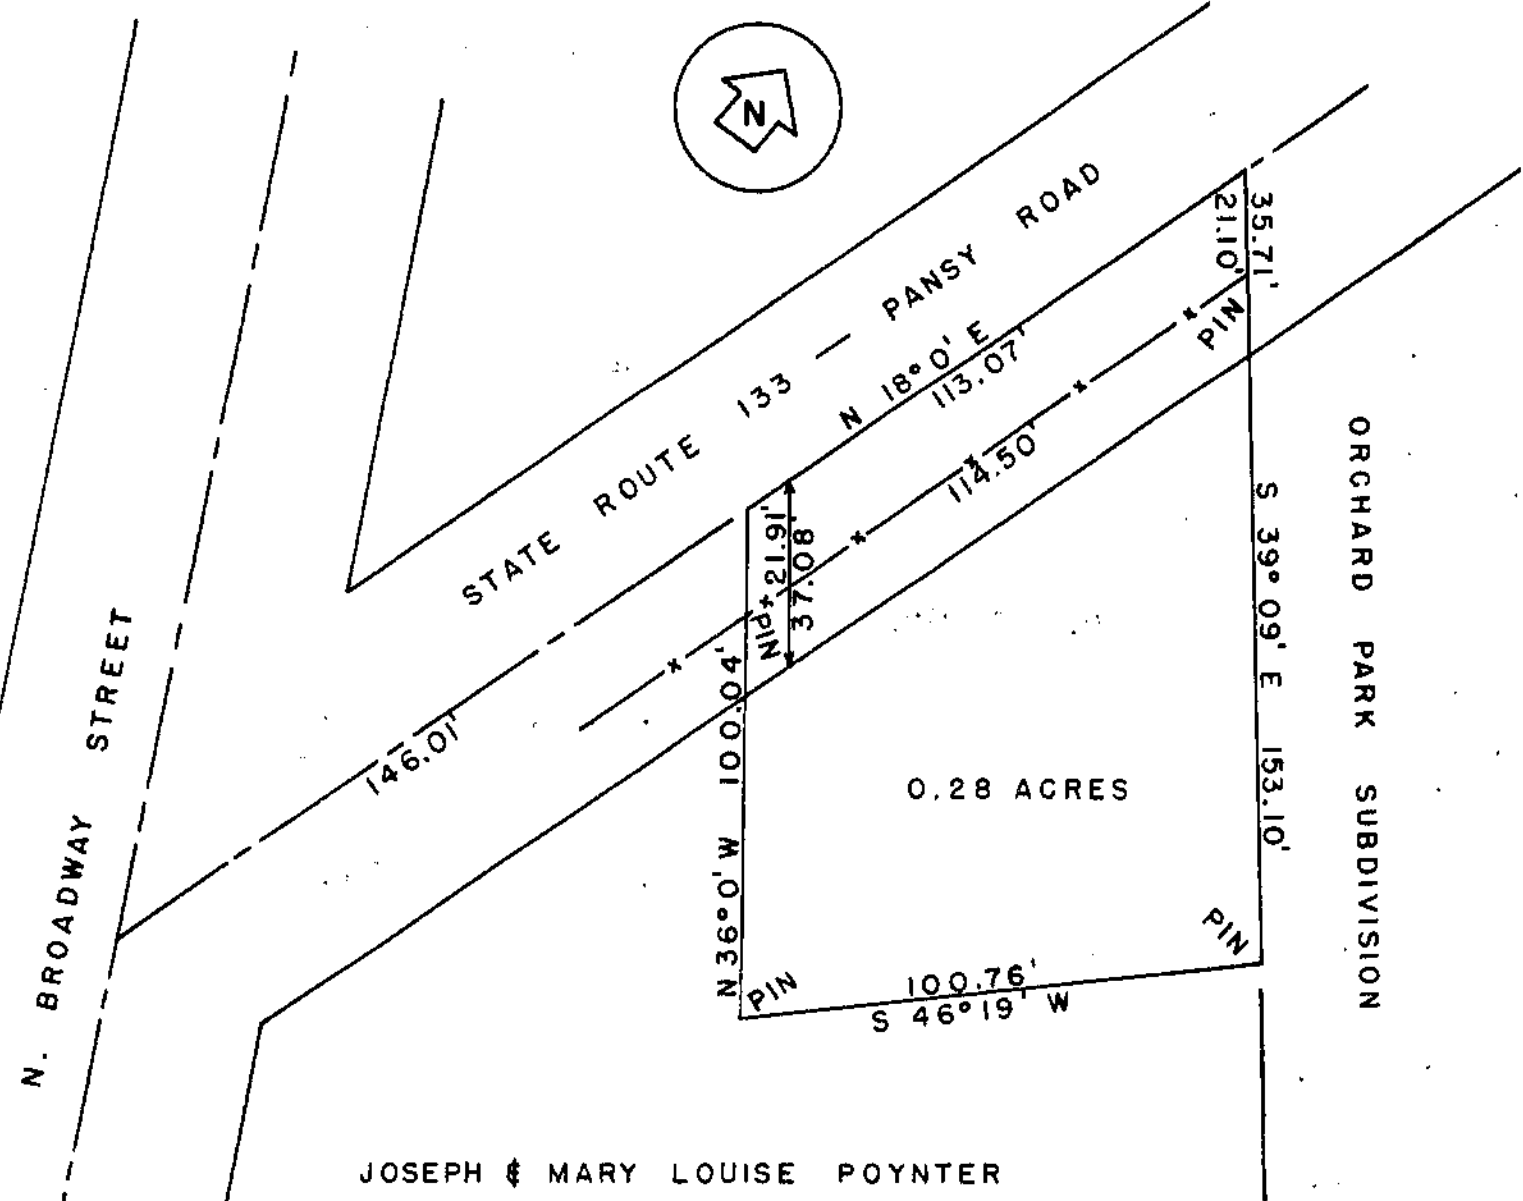 N
STATE ROUTE 133 — PANSY ROAD
N 18° 0' E
113.07'
114.50'
35.71'
21.10'
PIN
21.91'
37.08'
PIN
146.01'
N. BROADWAY STREET
N 36° 0' W 100.04'
0.28 ACRES
S 39° 09' E 153.10'
ORCHARD PARK SUBDIVISION
PIN
PIN
100.76'
S 46° 19' W
JOSEPH & MARY LOUISE POYNTER